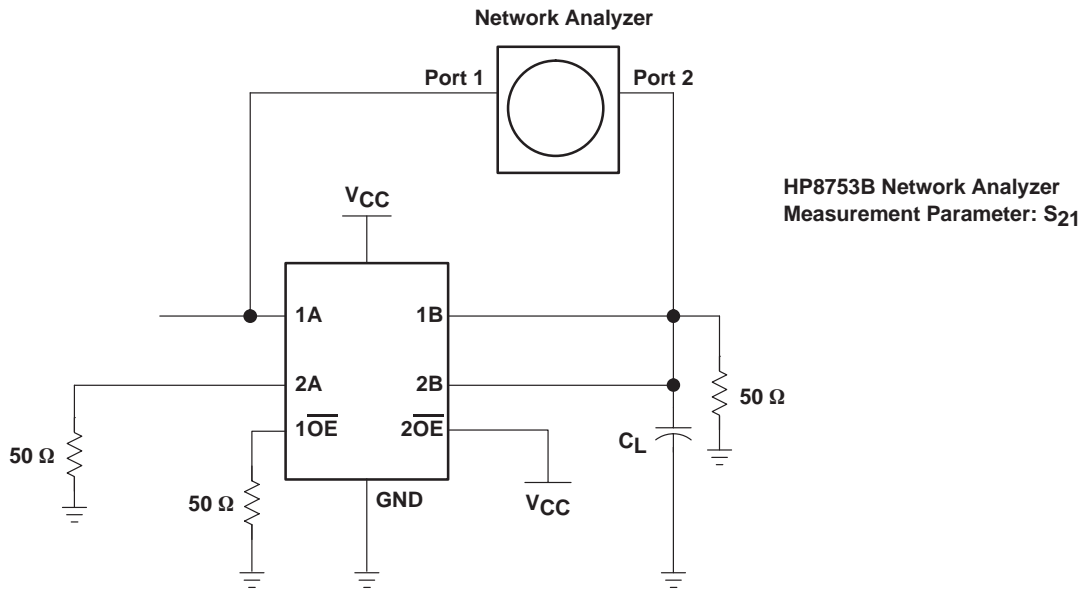 Network Analyzer
Port 1
Port 2
HP8753B Network Analyzer
Measurement Parameter: S21
VCC
1A
1B
2A
2B
50 Ω
1OE
2OE
CL
50 Ω
50 Ω
GND
VCC